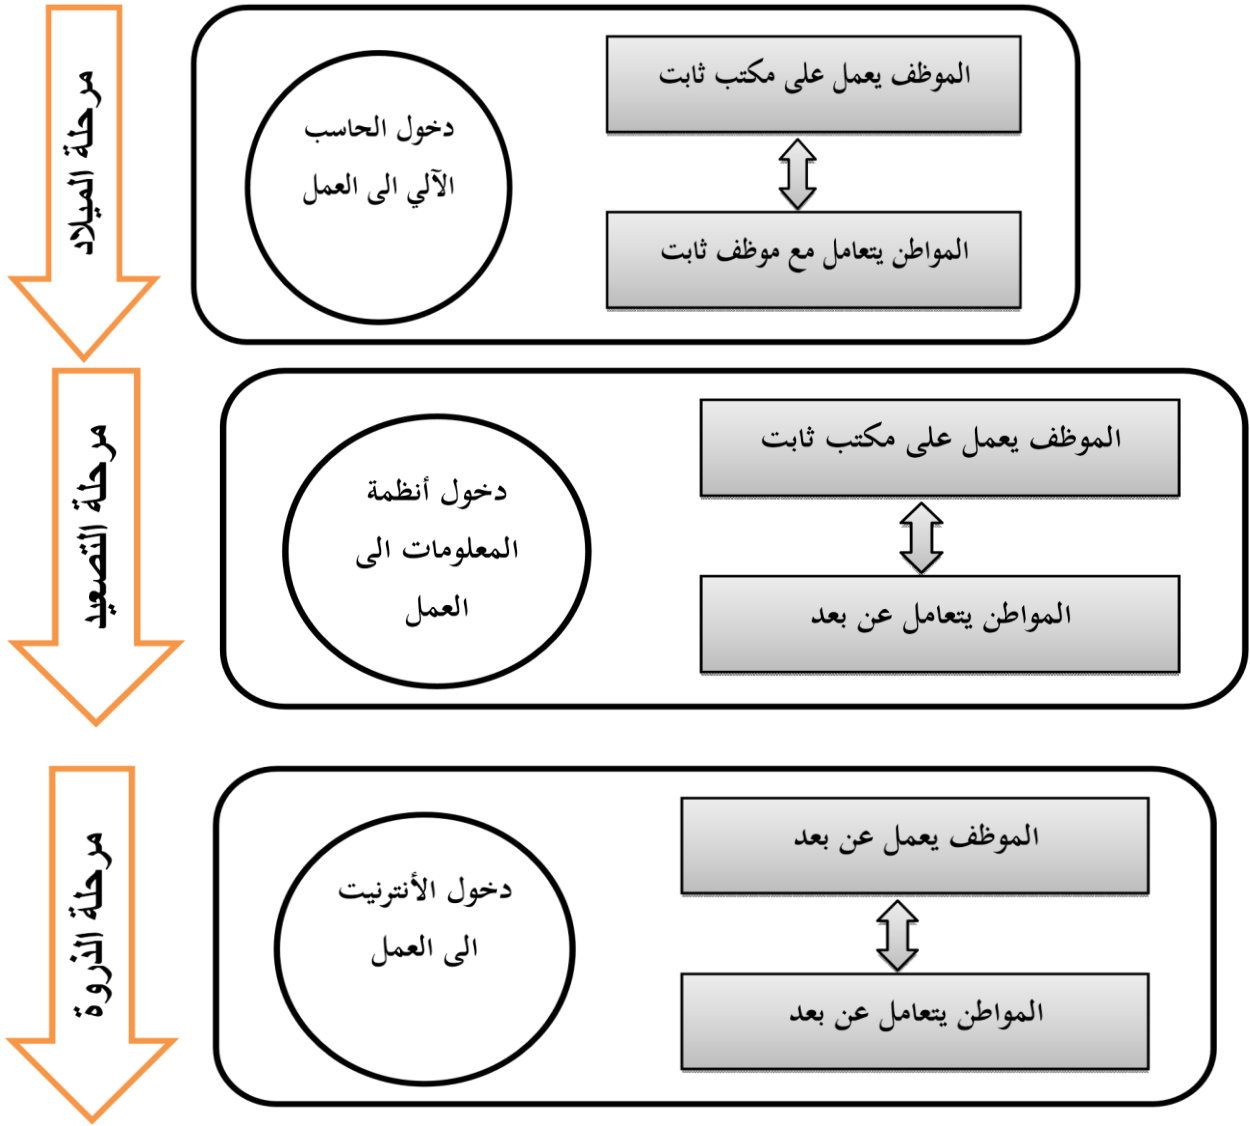 مرحلة الميلاد
الموظف يعمل على مكتب ثابت
المواطن يتعامل مع موظف ثابت
دخول الحاسب
الآلي الى العمل
مرحلة التصعيد
الموظف يعمل على مكتب ثابت
المواطن يتعامل عن بعد
دخول أنظمة
المعلومات الى
العمل
مرحلة الذروة
الموظف يعمل عن بعد
المواطن يتعامل عن بعد
دخول الأنترنيت
الى العمل